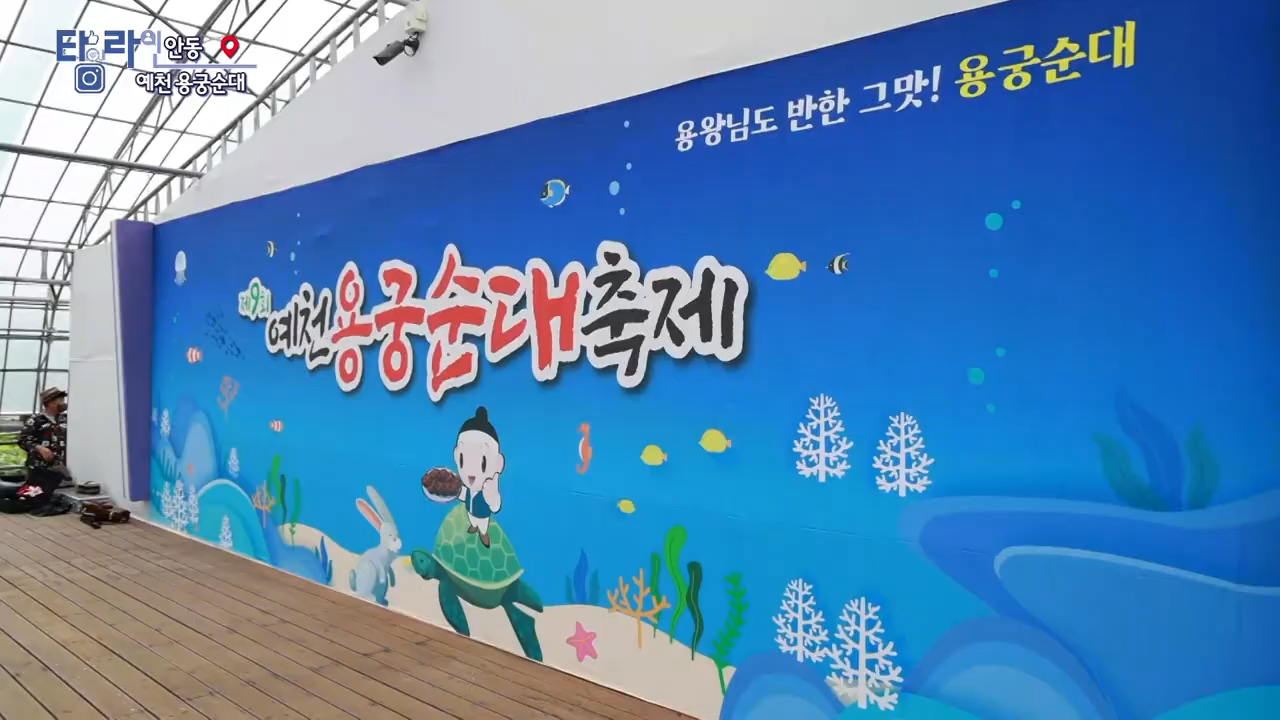 타라인안동
예천 용궁순대
용왕님도 반한 그맛! 용궁순대
제9회
예천용궁순대축제